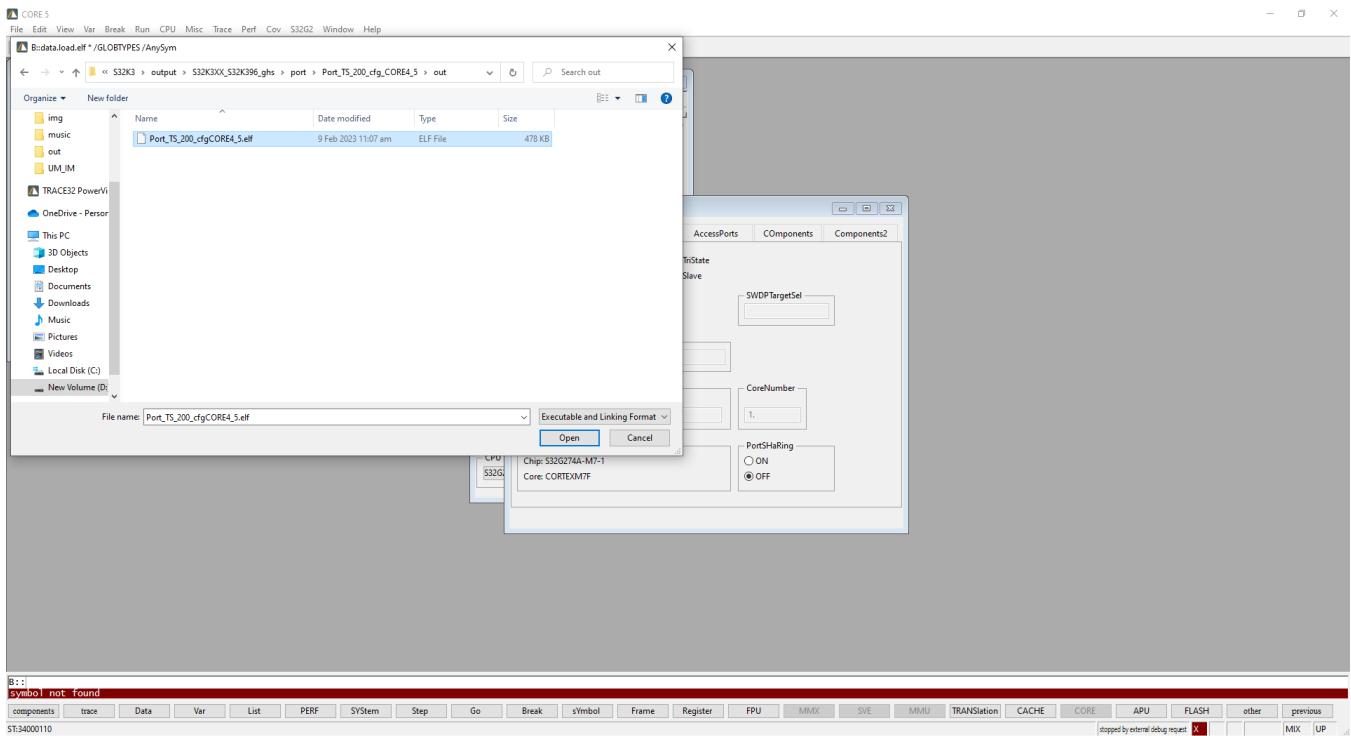 CORE 5
File Edit View Var Break Run CPU Misc Trace Perf Cov S32G2 Window Help
B::data.load.elf * /GLOBTYPES /AnySym
« S32K3 › output › S32K3XX_S32K396_ghs › port › Port_TS_200_cfg_CORE4_5 › out
Search out
Organize
New folder
Name Date modified Type Size
Port_TS_200_cfgCORE4_5.elf 9 Feb 2023 11:07 am ELF File 478 KB
img
music
out
UM_IM
TRACE32 PowerVi
OneDrive - Person
This PC
3D Objects
Desktop
Documents
Downloads
Music
Pictures
Videos
Local Disk (C:)
New Volume (D:
File name: Port_TS_200_cfgCORE4_5.elf Executable and Linking Format
Open Cancel
AccessPorts COmponents Components2
TriState
Slave
SWDPTargetSel
CoreNumber
1.
PortSHaRing
ON
OFF
CPU
S32G
Chip: S32G274A-M7-1
Core: CORTEXM7F
B::
symbol not found
components trace Data Var List PERF SYStem Step Go Break sYmbol Frame Register FPU MMX SVE MMU TRANSlation CACHE CORE APU FLASH other previous
ST:34000110 stopped by external debug request X MIX UP